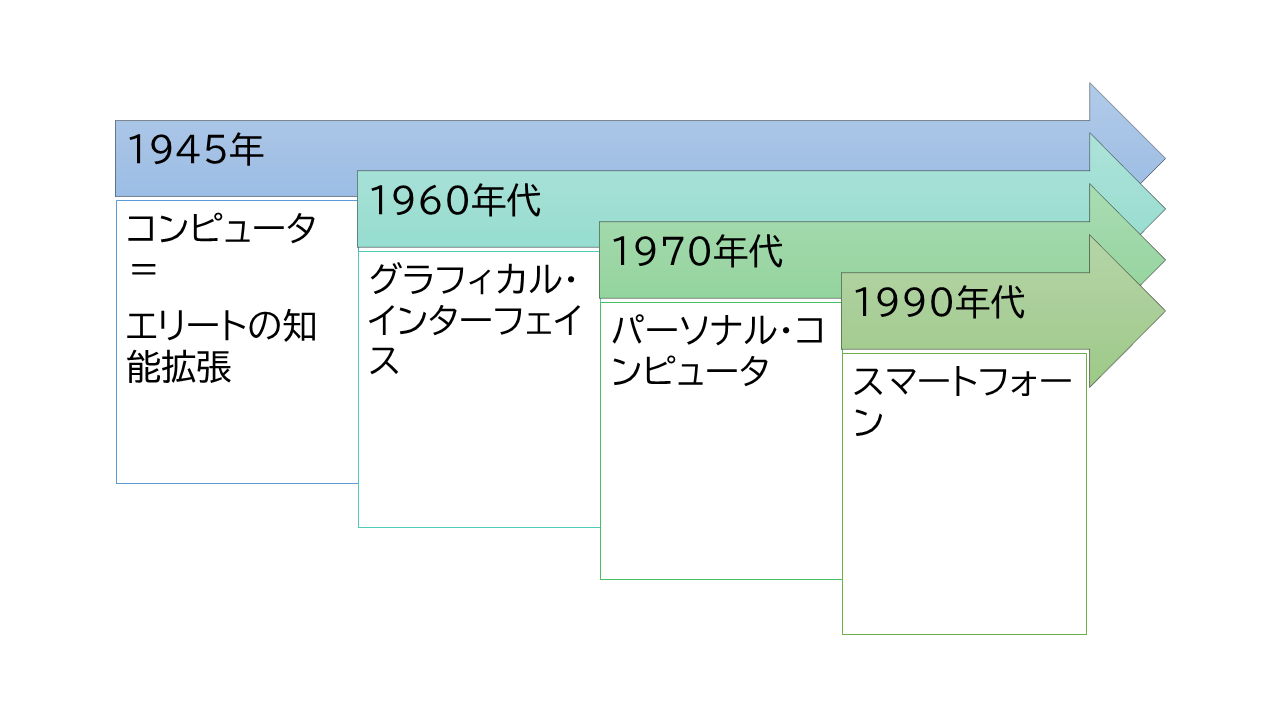 1945年
コンピュータ
＝
エリートの知
能拡張
1960年代
グラフィカル・
インターフェイ
ス
1970年代
パーソナル・コ
ンピュータ
1990年代
スマートフォー
ン